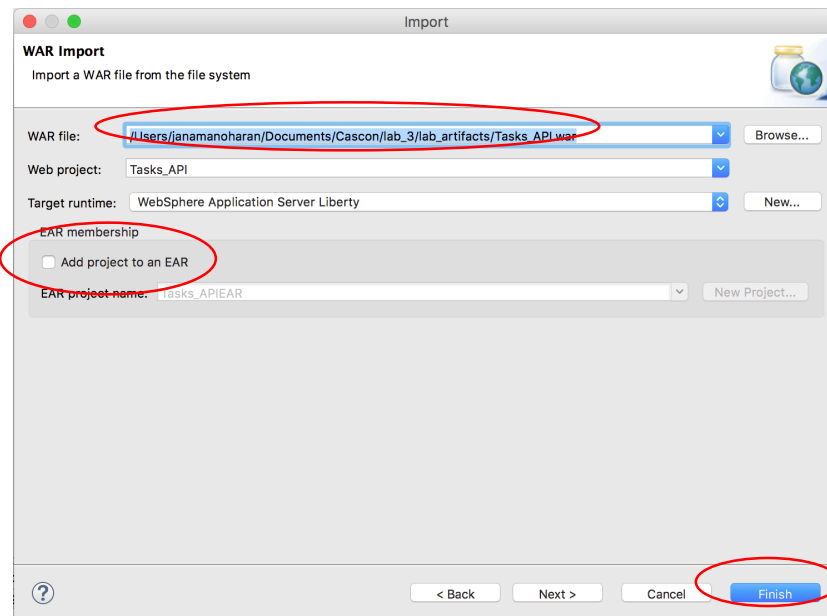 Import
WAR Import
Import a WAR file from the file system
WAR file: /Users/janamanoharan/Documents/Cascon/lab_3/lab_artifacts/Tasks_API.war Browse...
Web project: Tasks_API
Target runtime: WebSphere Application Server Liberty New...
EAR membership
Add project to an EAR
EAR project name: Tasks_APIEAR New Project...
? < Back Next > Cancel Finish